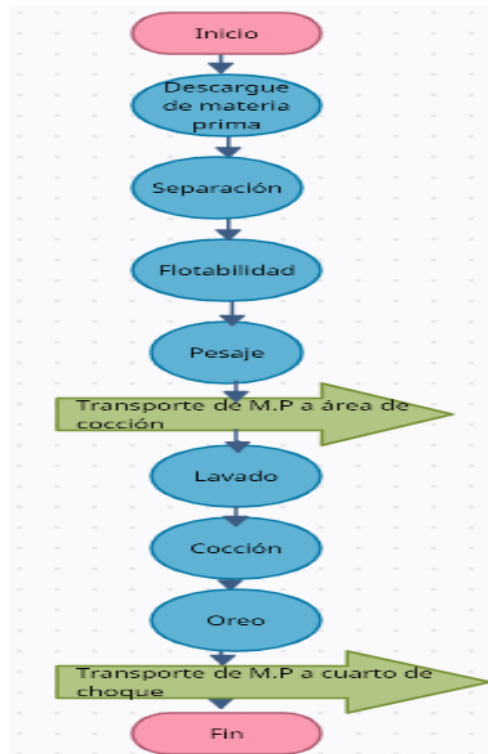 Inicio
Descargue
de materia
prima
Separación
Flotabilidad
Pesaje
Transporte de M.P a área de
cocción
Lavado
Cocción
Oreo
Transporte de M.P a cuarto de
choque
Fin